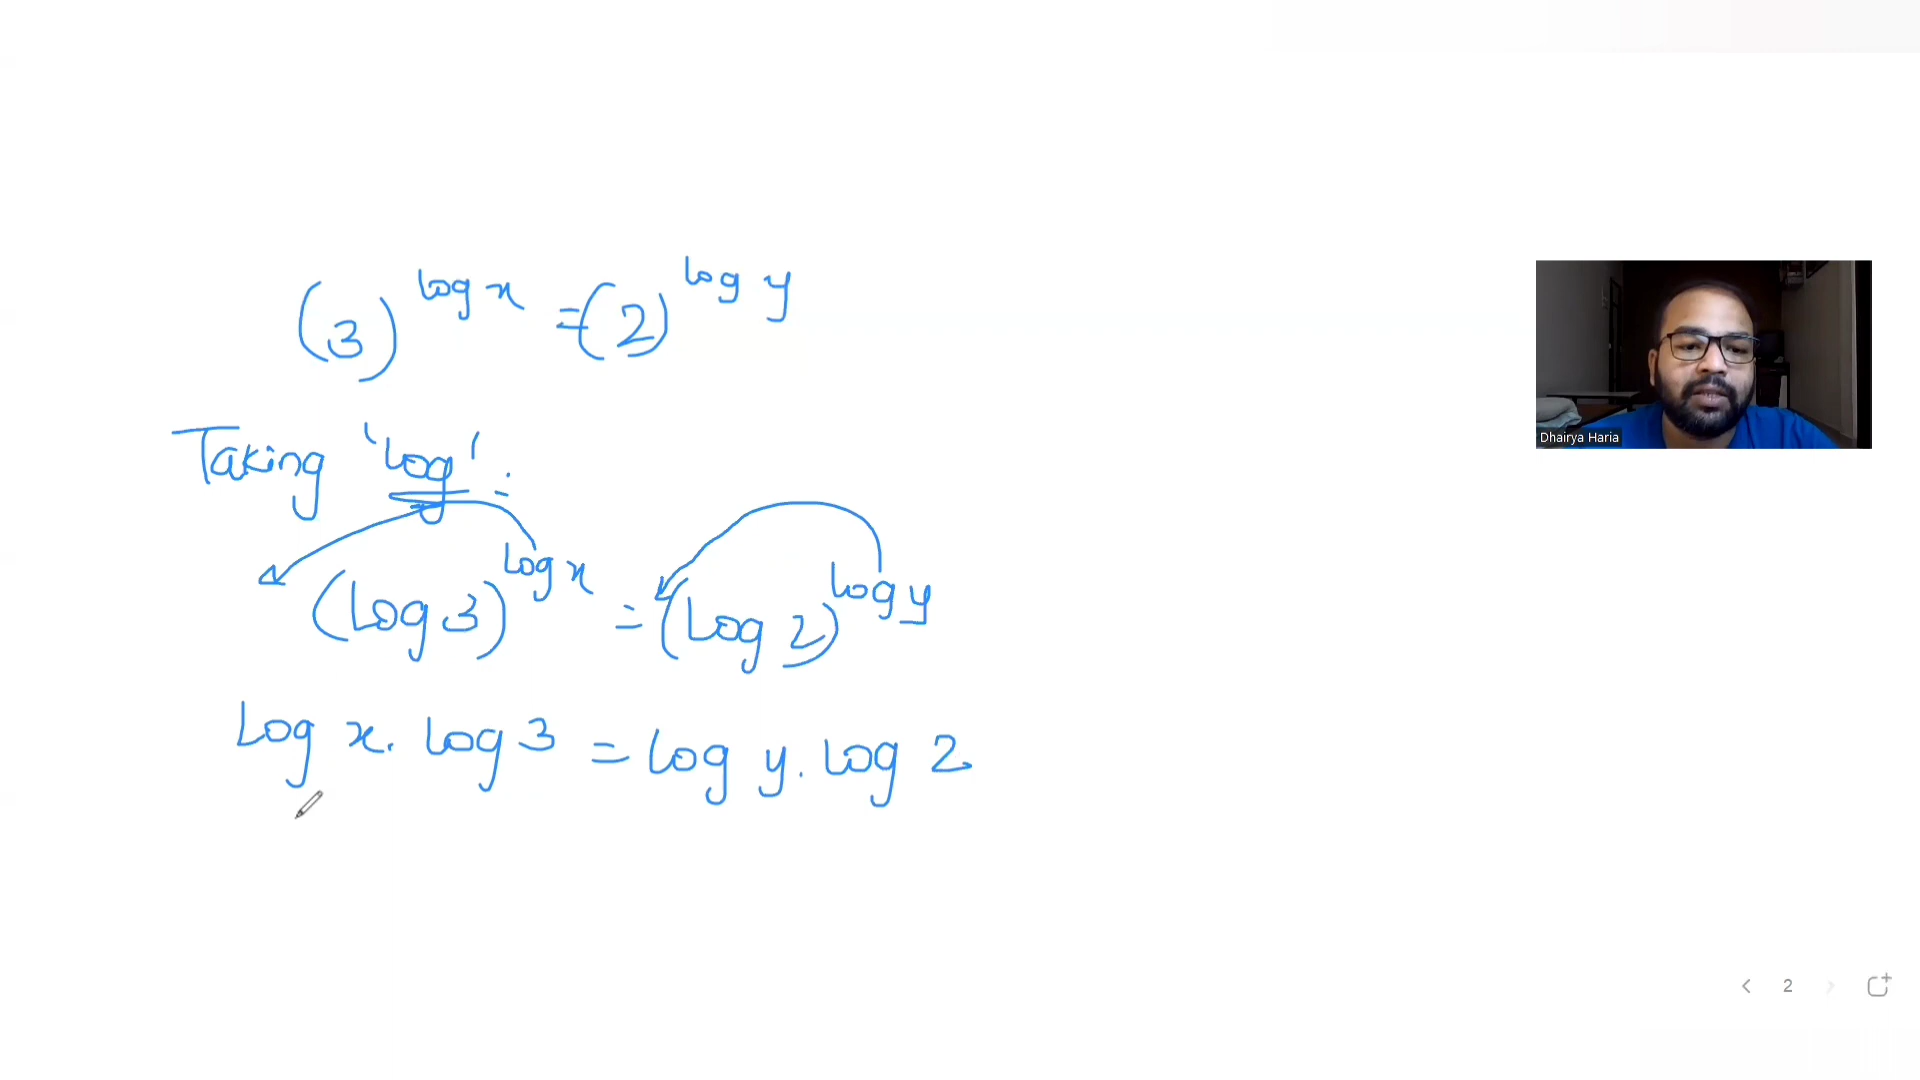 (3)^log x = (2)^log y
Taking 'log' :-
(log 3)^log x = (log 2)^log y
Log x. log 3 = log y. log 2
Dhairya Haria
2